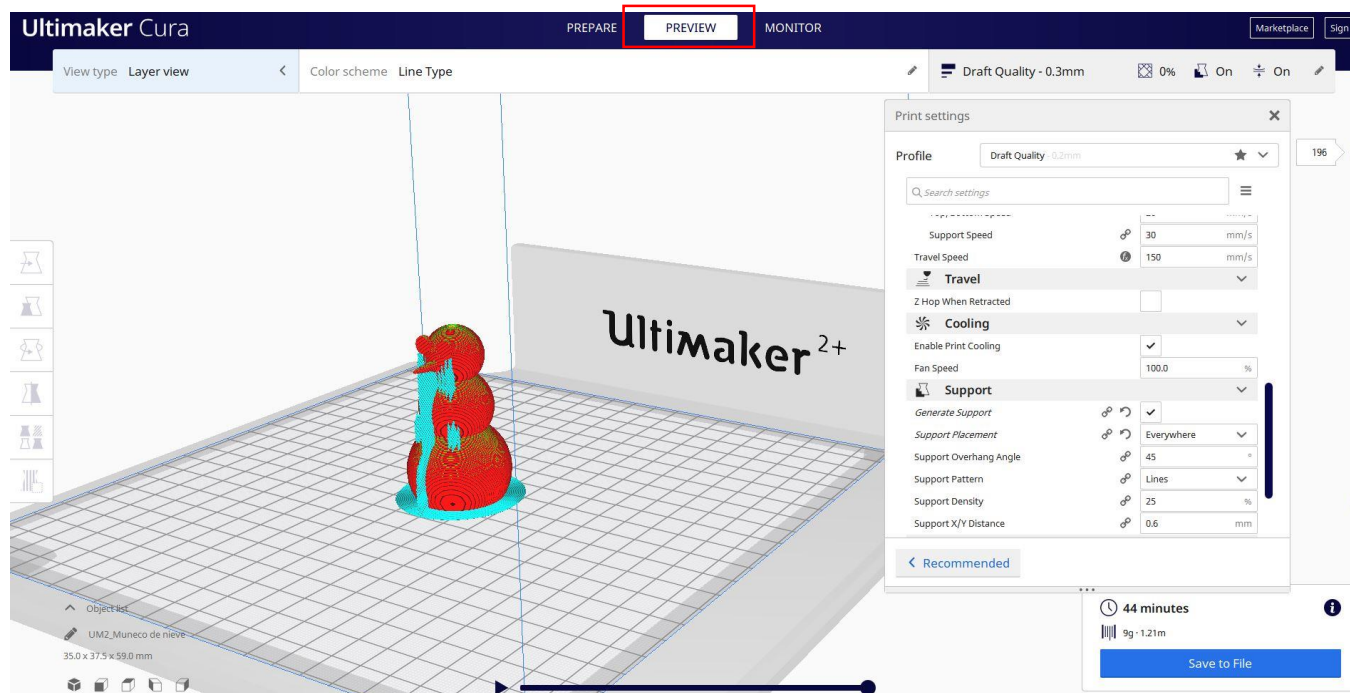 Ultimaker Cura
PREPARE
PREVIEW
MONITOR
Marketplace
Sign
View type Layer view
Color scheme Line Type
Draft Quality - 0.3mm
0%
On
On
Print settings
Profile
Draft Quality - 0.2mm
196
Search settings
Support Speed 30 mm/s
Travel Speed 150 mm/s
Travel
Z Hop When Retracted
Cooling
Enable Print Cooling
Fan Speed 100.0 %
Support
Generate Support
Support Placement Everywhere
Support Overhang Angle 45 °
Support Pattern Lines
Support Density 25 %
Support X/Y Distance 0.6 mm
Recommended
Ultimaker 2+
Object list
UM2_Muneco de nieve
35.0 x 37.5 x 59.0 mm
44 minutes
9g · 1.21m
Save to File